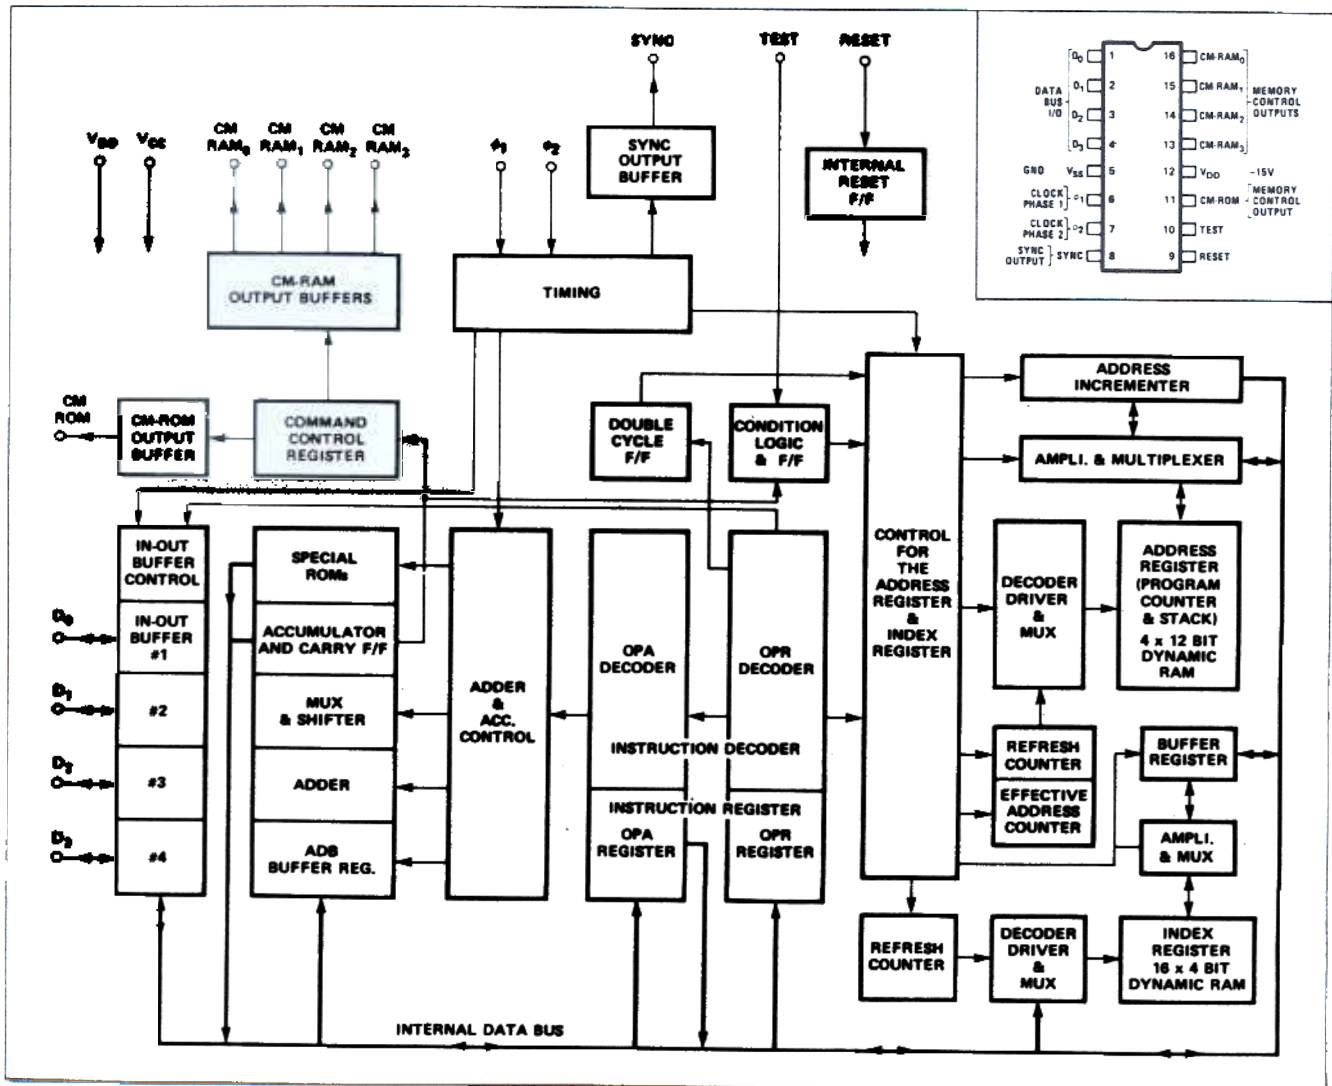 SYNC
TEST
RESET
V_DD
V_CC
CM
RAM₀
CM
RAM₁
CM
RAM₂
CM
RAM₃
ϕ₁
ϕ₂
SYNC
OUTPUT
BUFFER
INTERNAL
RESET
F/F
DATA
BUS
I/O
D₀
D₁
D₂
D₃
GND
V_SS
CLOCK
PHASE 1
ϕ1
CLOCK
PHASE 2
ϕ2
SYNC
OUTPUT
SYNC
1
2
3
4
5
6
7
8
16
15
14
13
12
11
10
9
CM-RAM₀
CM-RAM₁
CM-RAM₂
CM-RAM₃
MEMORY
CONTROL
OUTPUTS
V_DD
-15V
CM-ROM
MEMORY
CONTROL
OUTPUT
TEST
RESET
CM-RAM
OUTPUT BUFFERS
TIMING
CM
ROM
CM-ROM
OUTPUT
BUFFER
COMMAND
CONTROL
REGISTER
DOUBLE
CYCLE
F/F
CONDITION
LOGIC
& F/F
ADDRESS
INCREMENTER
AMPLI. & MULTIPLEXER
IN-OUT
BUFFER
CONTROL
IN-OUT
BUFFER
#1
#2
#3
#4
D₀
D₁
D₂
SPECIAL
ROMs
ACCUMULATOR
AND CARRY F/F
MUX
& SHIFTER
ADDER
ADB
BUFFER REG.
ADDER
&
ACC.
CONTROL
OPA
DECODER
OPR
DECODER
INSTRUCTION DECODER
INSTRUCTION REGISTER
OPA
REGISTER
OPR
REGISTER
CONTROL
FOR
THE
ADDRESS
REGISTER
&
INDEX
REGISTER
DECODER
DRIVER
&
MUX
ADDRESS
REGISTER
(PROGRAM
COUNTER
& STACK)
4 x 12 BIT
DYNAMIC
RAM
REFRESH
COUNTER
EFFECTIVE
ADDRESS
COUNTER
BUFFER
REGISTER
AMPLI.
& MUX
REFRESH
COUNTER
DECODER
DRIVER
&
MUX
INDEX
REGISTER
16 x 4 BIT
DYNAMIC RAM
INTERNAL DATA BUS